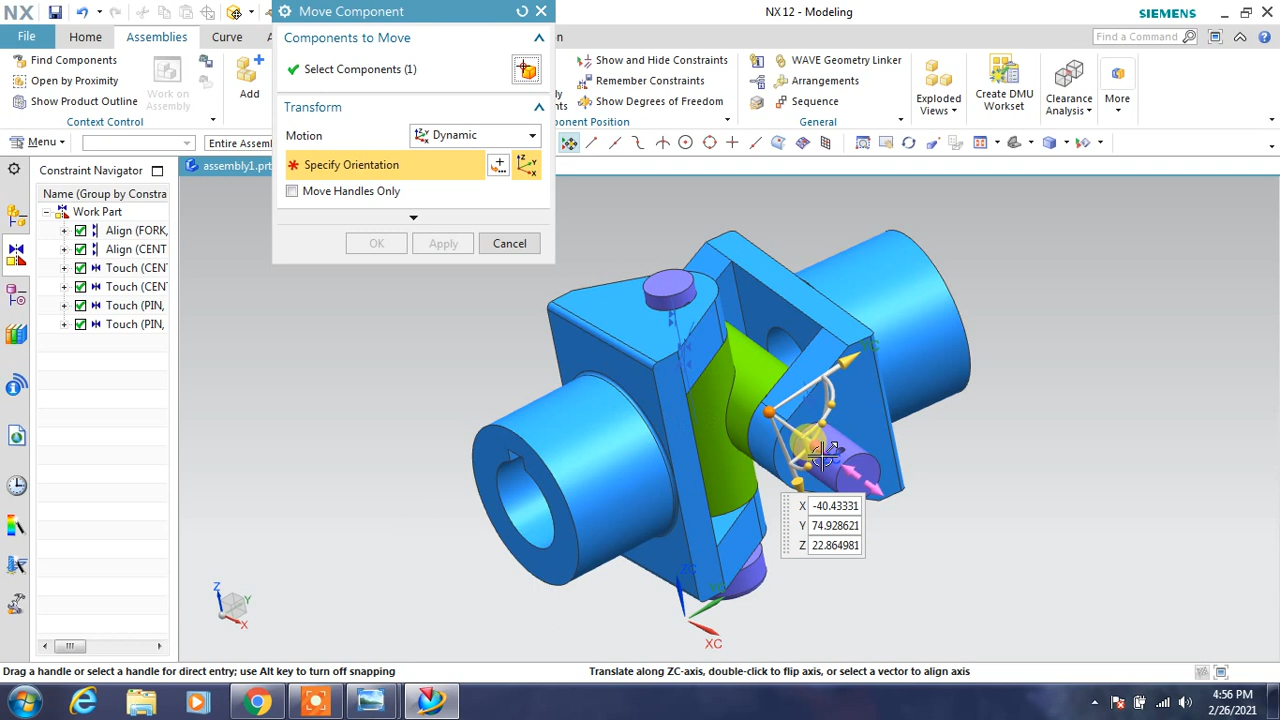 NX
NX 12 - Modeling
SIEMENS
File
Home
Assemblies
Curve
Find a Command
Find Components
Open by Proximity
Show Product Outline
Context Control
Work on
Assembly
Add
Move Component
Components to Move
Select Components (1)
Transform
Motion
Dynamic
* Specify Orientation
Move Handles Only
OK
Apply
Cancel
Show and Hide Constraints
Remember Constraints
Show Degrees of Freedom
WAVE Geometry Linker
Arrangements
Sequence
General
Exploded
Views
Create DMU
Workset
Clearance
Analysis
More
Menu
Entire Assem
assembly1.prt
Constraint Navigator
Name (Group by Constra
Work Part
Align (FORK,
Align (CENT
Touch (CEN
Touch (CEN
Touch (PIN,
Touch (PIN,
X -40.43331
Y 74.928621
Z 22.864981
XC
Z
Y
X
Drag a handle or select a handle for direct entry; use Alt key to turn off snapping
Translate along ZC-axis, double-click to flip axis, or select a vector to align axis
4:56 PM
2/26/2021